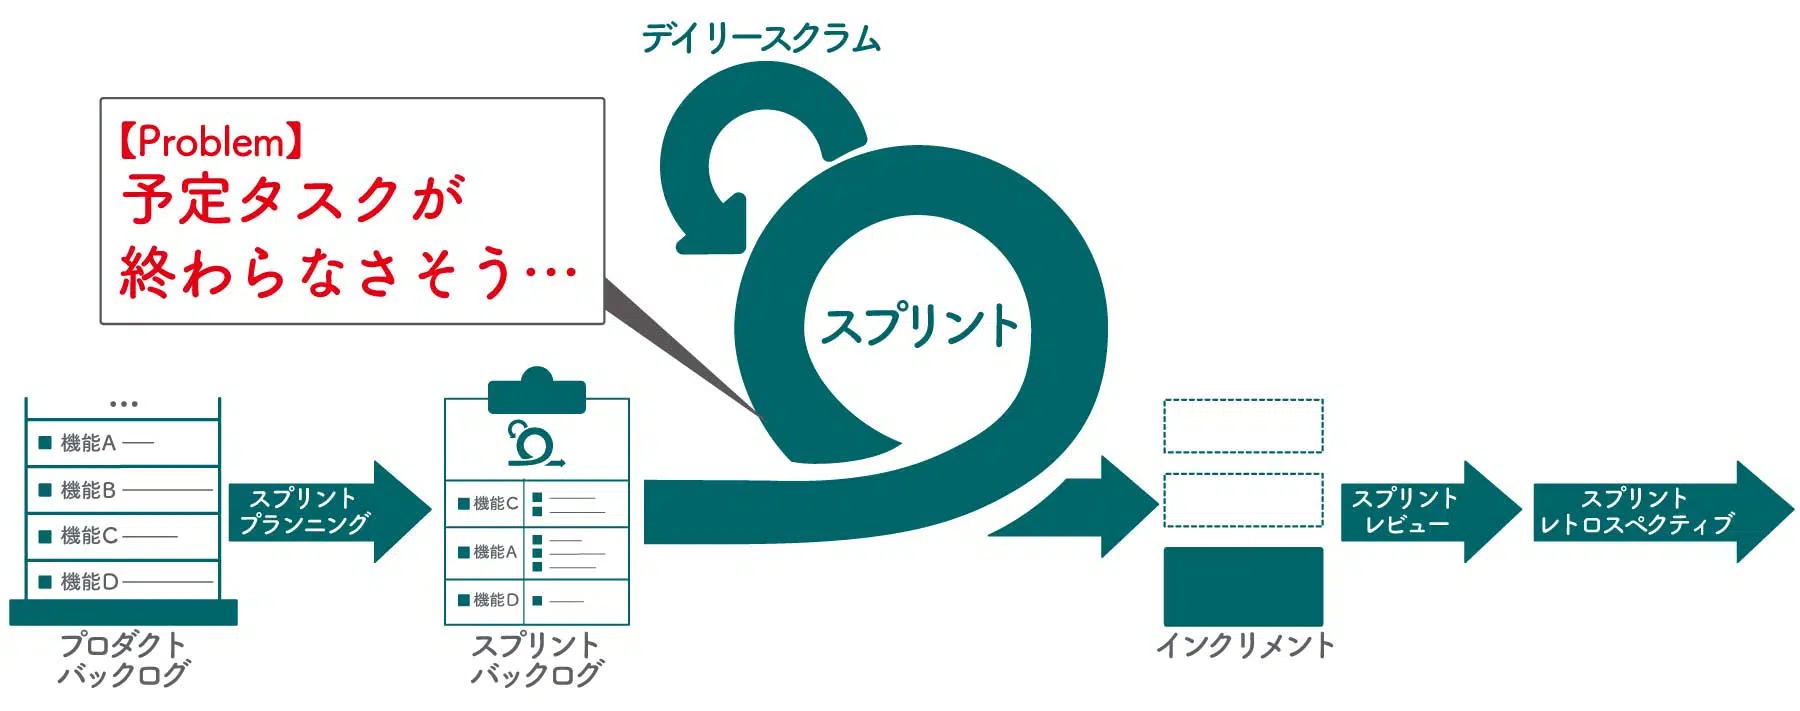 デイリースクラム
【Problem】
予定タスクが
終わらなさそう…
スプリント
…
機能A
機能B
機能C
機能D
プロダクト
バックログ
スプリント
プランニング
機能C
機能A
機能D
スプリント
バックログ
インクリメント
スプリント
レビュー
スプリント
レトロスペクティブ